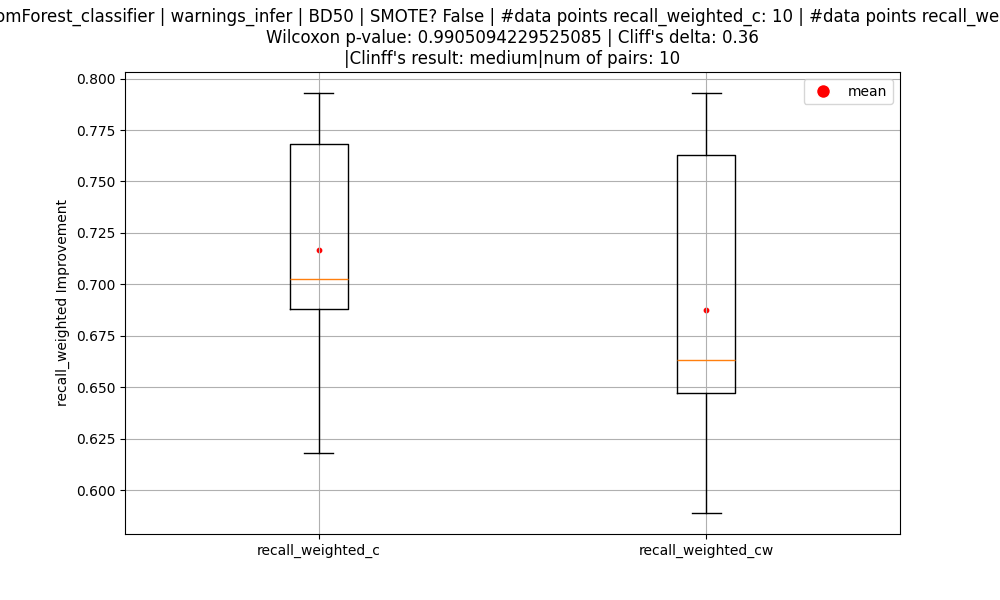 omForest_classifier | warnings_infer | BD50 | SMOTE? False | #data points recall_weighted_c: 10 | #data points recall_we
Wilcoxon p-value: 0.9905094229525085 | Cliff's delta: 0.36
|Clinff's result: medium|num of pairs: 10
mean
0.800
0.775
0.750
0.725
0.700
0.675
0.650
0.625
0.600
recall_weighted Improvement
recall_weighted_c
recall_weighted_cw